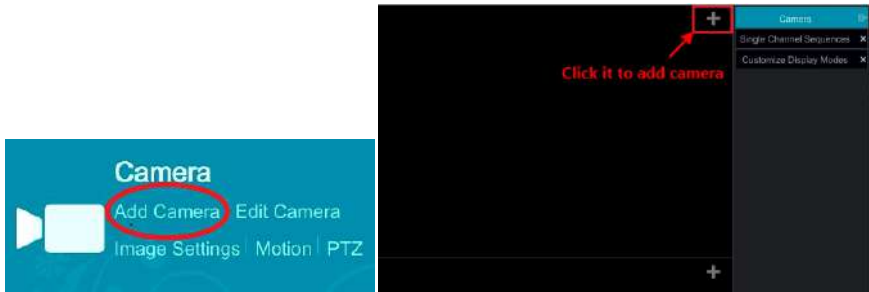 Camera
Add Camera Edit Camera
Image Settings Motion PTZ
Click it to add camera
Camera
Single Channel Sequences
Customize Display Modes